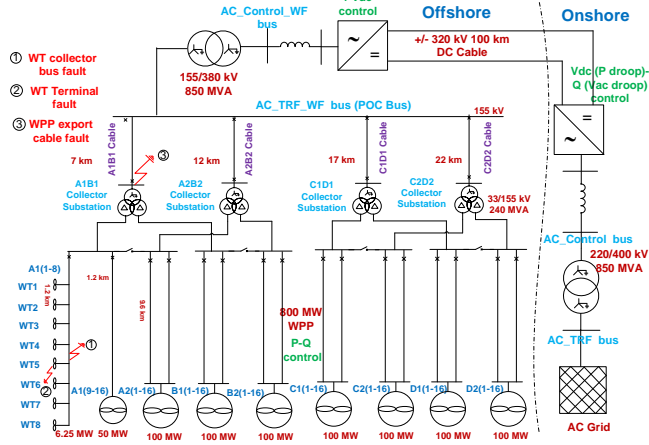 control
AC_Control_WF
bus
Offshore
Onshore
+/- 320 kV 100 km
DC Cable
① WT collector
bus fault
② WT Terminal
fault
③ WPP export
cable fault
155/380 kV
850 MVA
Vdc (P droop)-
Q (Vac droop)
control
AC_TRF_WF bus (POC Bus)
155 kV
A1B1 Cable
A2B2 Cable
C1D1 Cable
C2D2 Cable
7 km
③
12 km
17 km
22 km
A1B1
Collector
Substation
A2B2
Collector
Substation
C1D1
Collector
Substation
C2D2
Collector
Substation
33/155 kV
240 MVA
AC_Control bus
220/400 kV
850 MVA
AC_TRF bus
AC Grid
A1(1-8)
1.2 km
1.2 km
9.6 km
WT1
WT2
WT3
WT4
WT5
WT6
WT7
WT8
①
②
800 MW
WPP
P-Q
control
A1(9-16)
A2(1-16)
B1(1-16)
B2(1-16)
C1(1-16)
C2(1-16)
D1(1-16)
D2(1-16)
6.25 MW
50 MW
100 MW
100 MW
100 MW
100 MW
100 MW
100 MW
100 MW